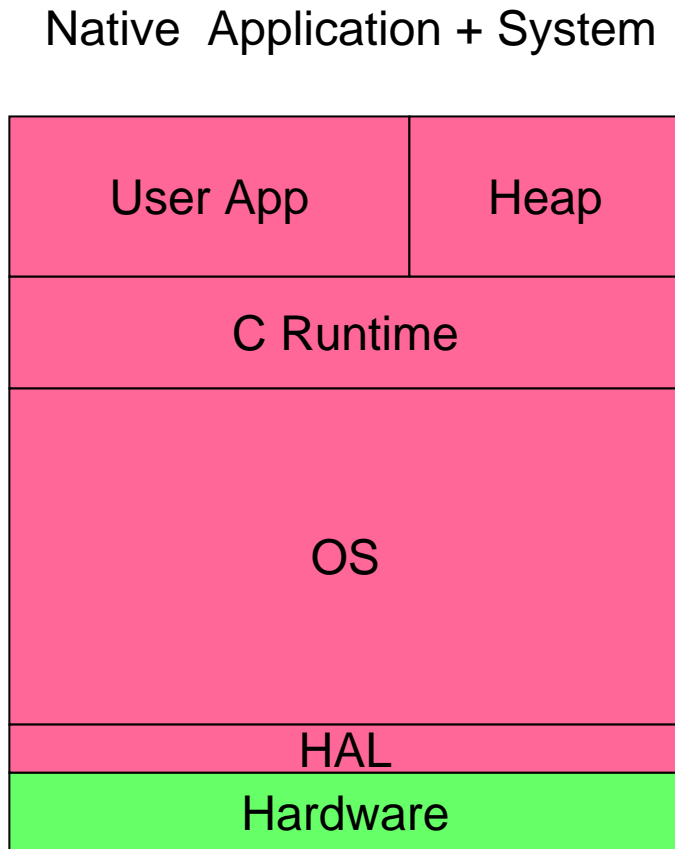 Native  Application + System
User App
Heap
C Runtime
OS
HAL
Hardware